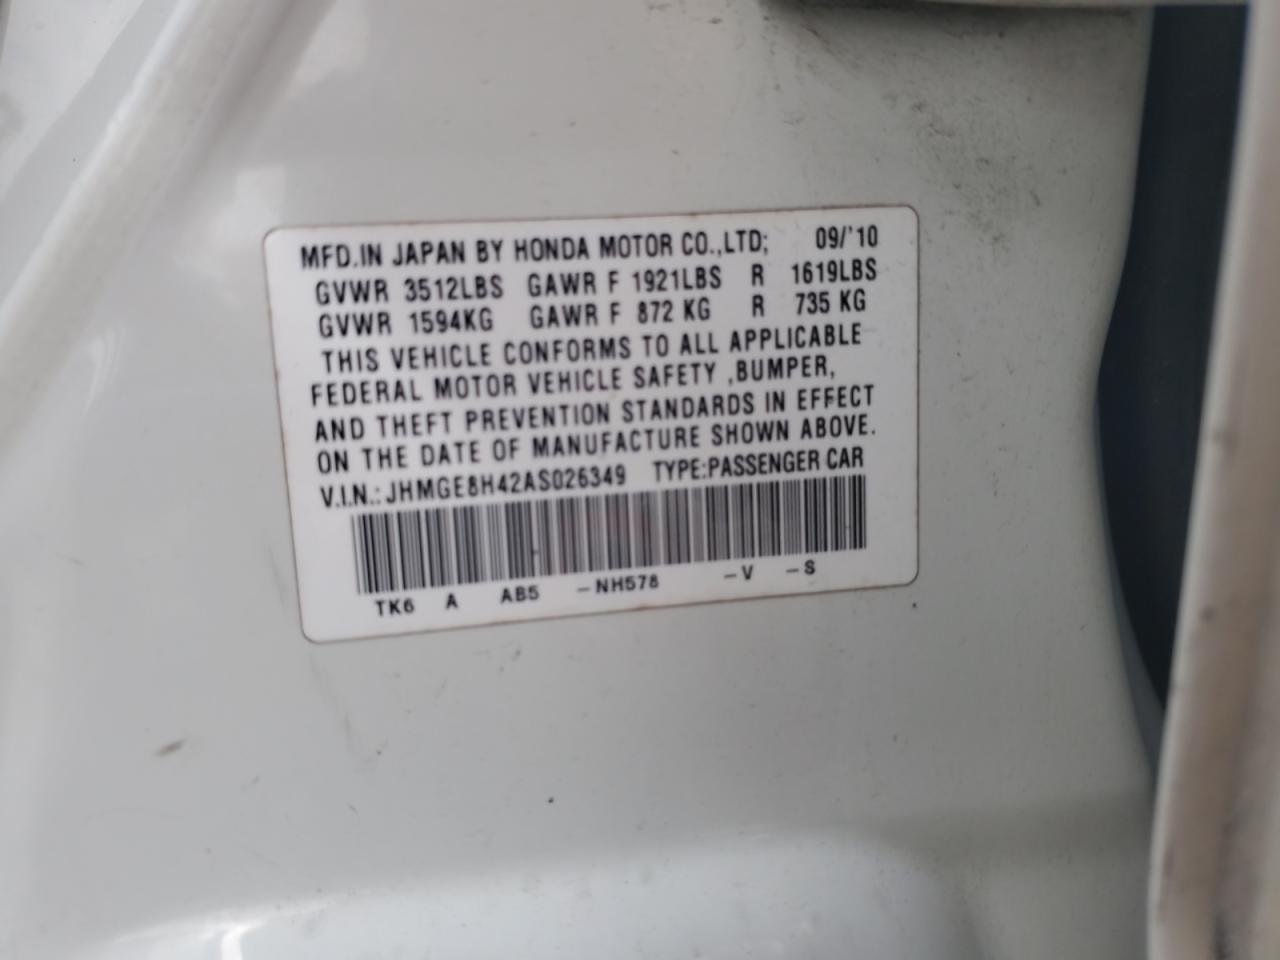 MFD.IN JAPAN BY HONDA MOTOR CO.,LTD; 09/'10
GVWR 3512LBS GAWR F 1921LBS R 1619LBS
GVWR 1594KG GAWR F 872 KG R 735 KG
THIS VEHICLE CONFORMS TO ALL APPLICABLE
FEDERAL MOTOR VEHICLE SAFETY ,BUMPER,
AND THEFT PREVENTION STANDARDS IN EFFECT
ON THE DATE OF MANUFACTURE SHOWN ABOVE.
V.I.N.: JHMGE8H42AS026349 TYPE:PASSENGER CAR
TK6 A AB5 -NH578 -V -S